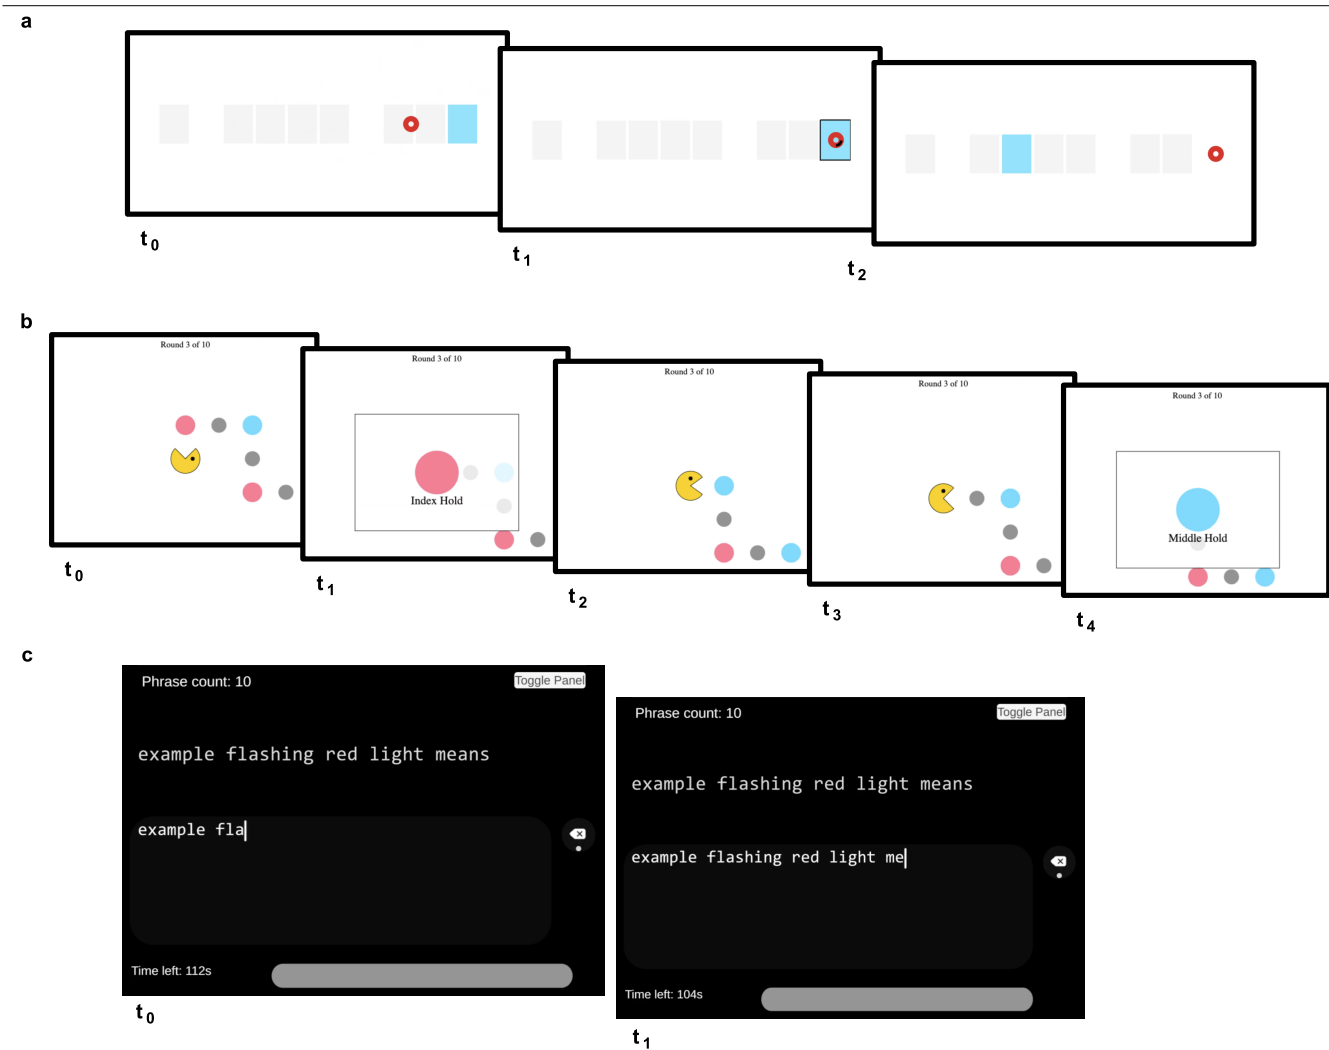 a
t0
t1
t2
b
Round 3 of 10
Round 3 of 10
Index Hold
Round 3 of 10
Round 3 of 10
Round 3 of 10
Middle Hold
t0
t1
t2
t3
t4
c
Phrase count: 10
Toggle Panel
example flashing red light means
example fla
Time left: 112s
t0
Phrase count: 10
Toggle Panel
example flashing red light means
example flashing red light me
Time left: 104s
t1